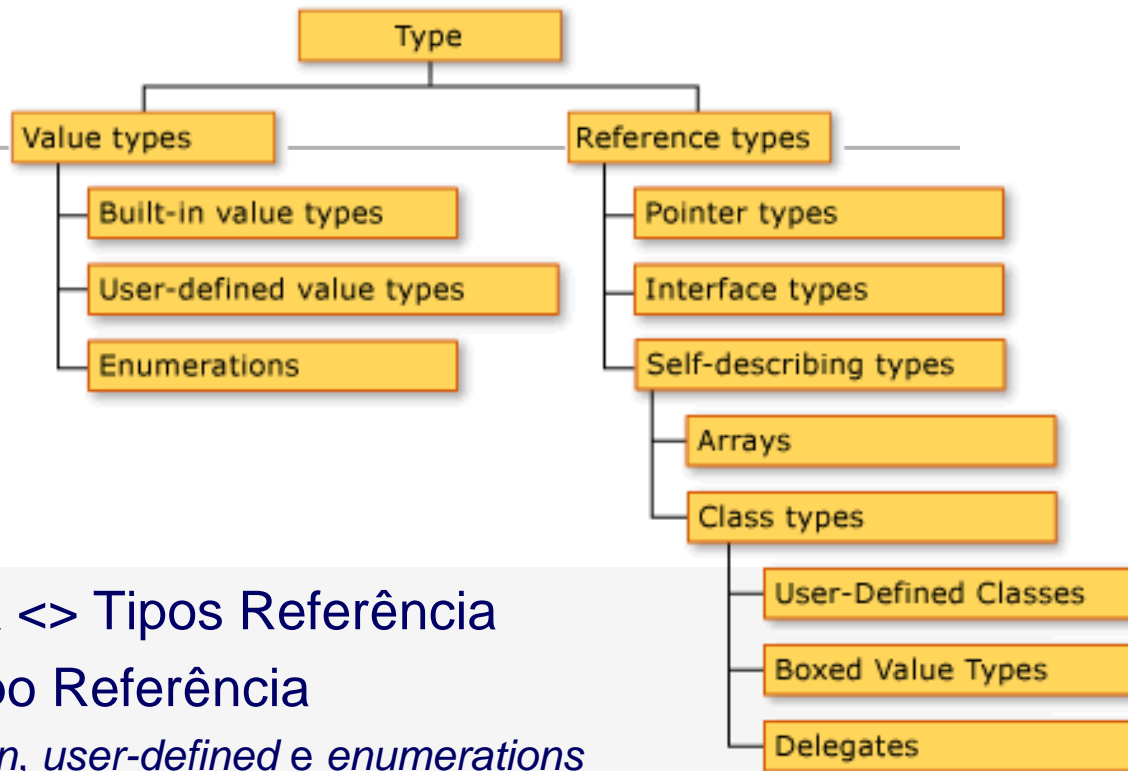 Type
Value types
Reference types
Built-in value types
Pointer types
User-defined value types
Interface types
Enumerations
Self-describing types
Arrays
Class types
User-Defined Classes
Boxed Value Types
Delegates
<> Tipos Referência
Referência
user-defined e enumerations